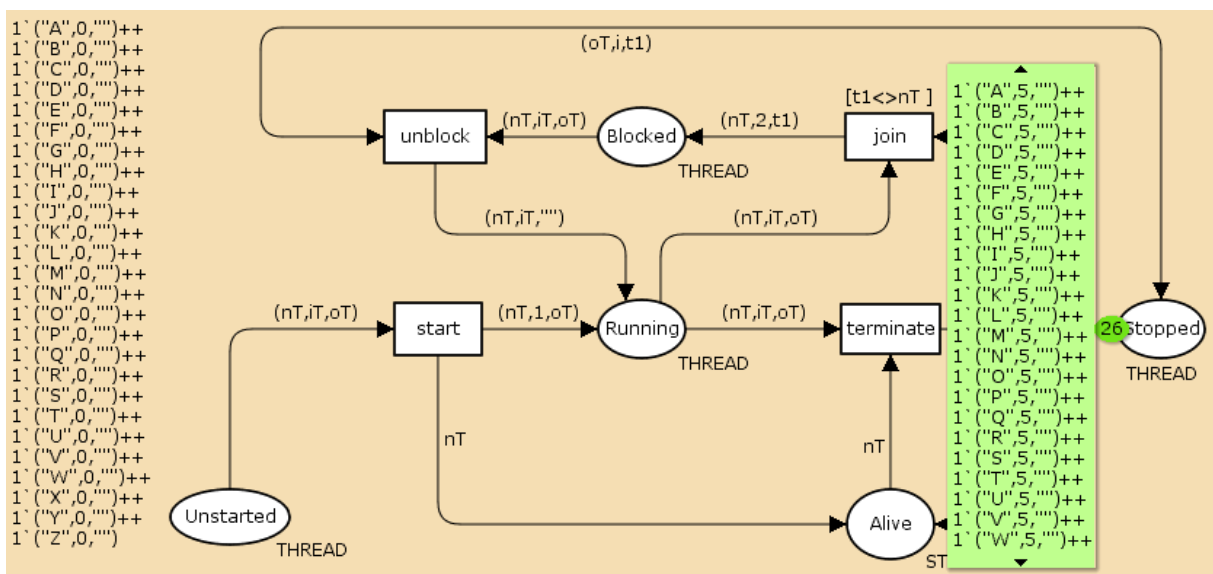 1`("A",0,"")++
1`("B",0,"")++
1`("C",0,"")++
1`("D",0,"")++
1`("E",0,"")++
1`("F",0,"")++
1`("G",0,"")++
1`("H",0,"")++
1`("I",0,"")++
1`("J",0,"")++
1`("K",0,"")++
1`("L",0,"")++
1`("M",0,"")++
1`("N",0,"")++
1`("O",0,"")++
1`("P",0,"")++
1`("Q",0,"")++
1`("R",0,"")++
1`("S",0,"")++
1`("T",0,"")++
1`("U",0,"")++
1`("V",0,"")++
1`("W",0,"")++
1`("X",0,"")++
1`("Y",0,"")++
1`("Z",0,"")
(oT,i,t1)
[t1<>nT ]
unblock
(nT,iT,oT)
Blocked
THREAD
(nT,2,t1)
join
(nT,iT,"")
(nT,iT,oT)
(nT,iT,oT)
start
(nT,1,oT)
Running
THREAD
(nT,iT,oT)
terminate
nT
nT
Unstarted
THREAD
Alive
ST
1`("A",5,"")++
1`("B",5,"")++
1`("C",5,"")++
1`("D",5,"")++
1`("E",5,"")++
1`("F",5,"")++
1`("G",5,"")++
1`("H",5,"")++
1`("I",5,"")++
1`("J",5,"")++
1`("K",5,"")++
1`("L",5,"")++
1`("M",5,"")++
1`("N",5,"")++
1`("O",5,"")++
1`("P",5,"")++
1`("Q",5,"")++
1`("R",5,"")++
1`("S",5,"")++
1`("T",5,"")++
1`("U",5,"")++
1`("V",5,"")++
1`("W",5,"")++
26
Stopped
THREAD